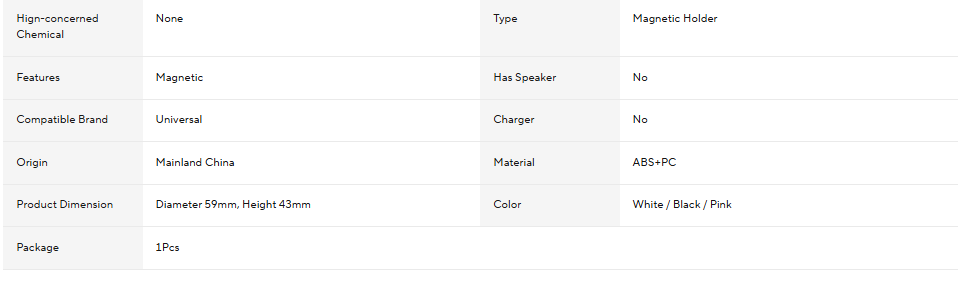 Hign-concerned
Chemical
None
Type
Magnetic Holder
Features
Magnetic
Has Speaker
No
Compatible Brand
Universal
Charger
No
Origin
Mainland China
Material
ABS+PC
Product Dimension
Diameter 59mm, Height 43mm
Color
White / Black / Pink
Package
1Pcs